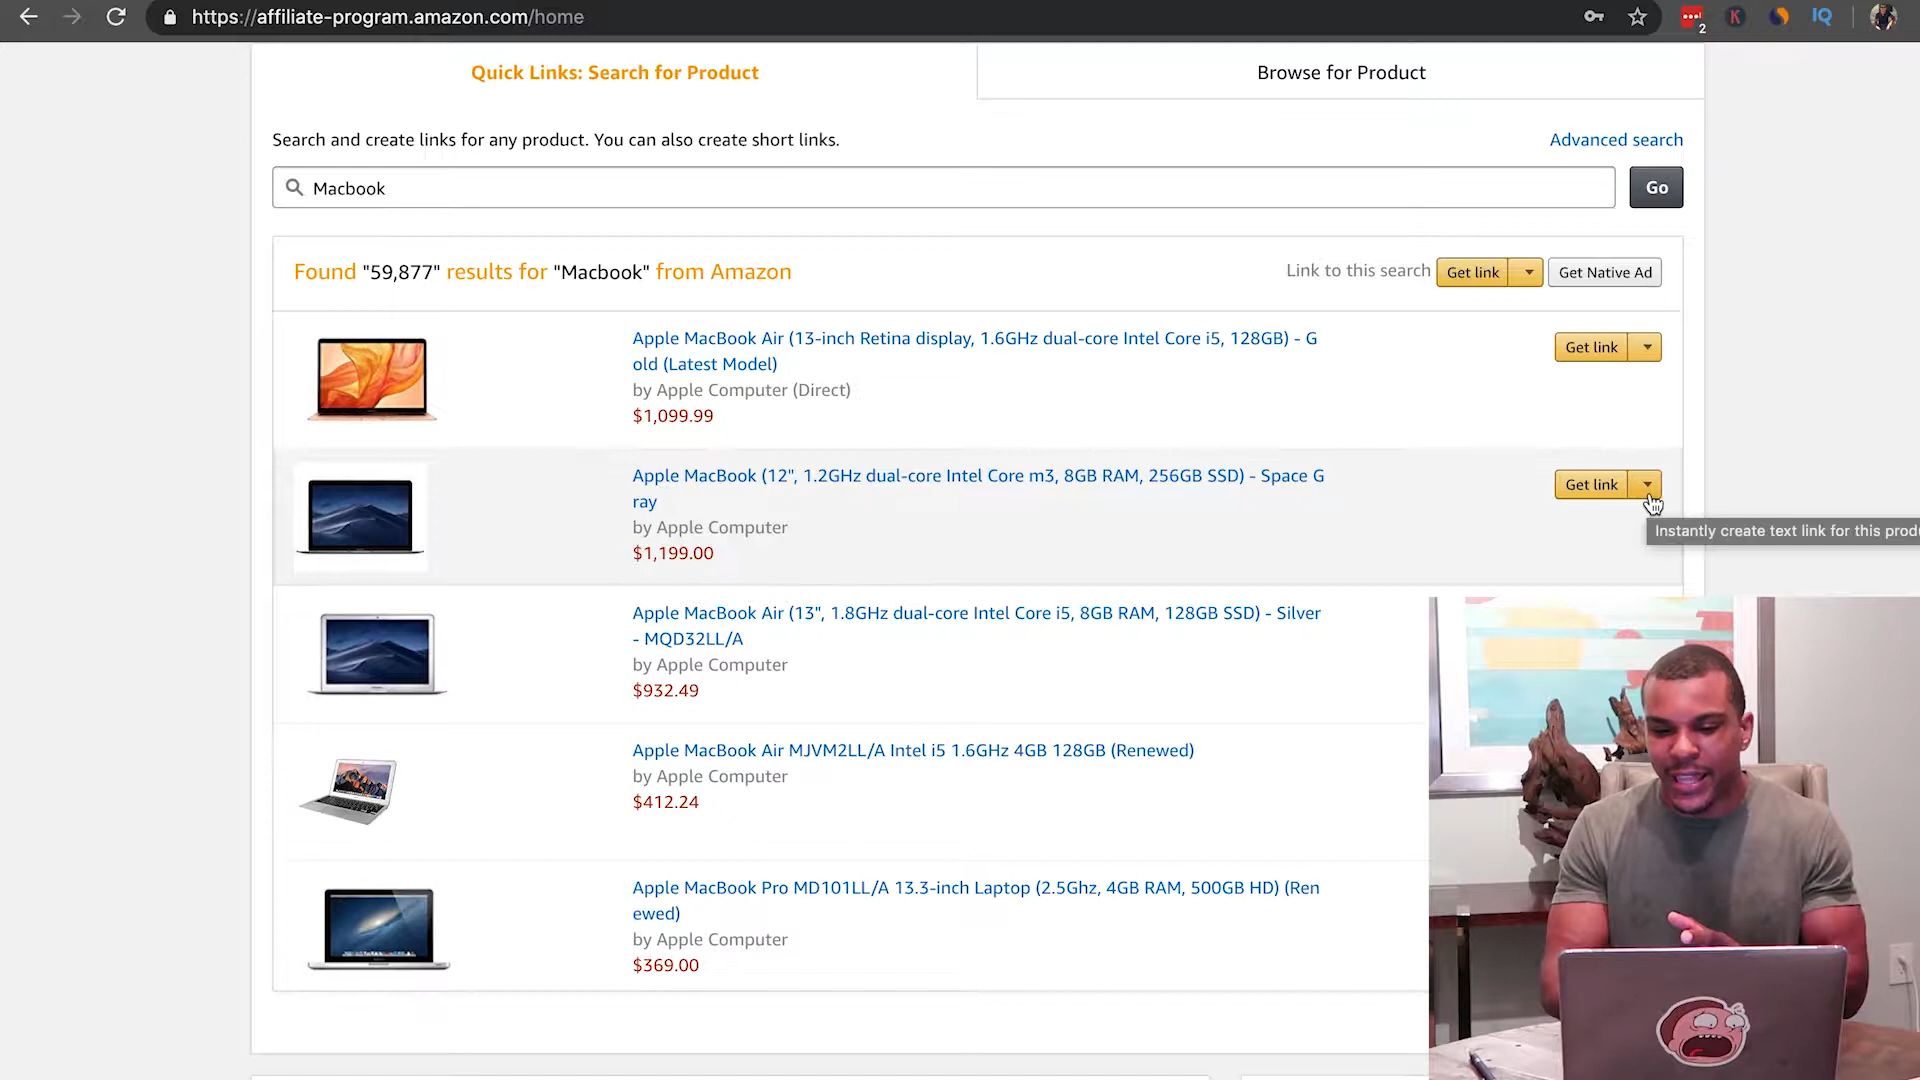 https://affiliate-program.amazon.com/home
2
K
IQ
Quick Links: Search for Product
Browse for Product
Search and create links for any product. You can also create short links.
Advanced search
Macbook
Go
Found "59,877" results for "Macbook" from Amazon
Link to this search
Get link
Get Native Ad
Apple MacBook Air (13-inch Retina display, 1.6GHz dual-core Intel Core i5, 128GB) - G
old (Latest Model)
by Apple Computer (Direct)
$1,099.99
Get link
Apple MacBook (12", 1.2GHz dual-core Intel Core m3, 8GB RAM, 256GB SSD) - Space G
ray
by Apple Computer
$1,199.00
Get link
Instantly create text link for this produ
Apple MacBook Air (13", 1.8GHz dual-core Intel Core i5, 8GB RAM, 128GB SSD) - Silver
- MQD32LL/A
by Apple Computer
$932.49
Apple MacBook Air MJVM2LL/A Intel i5 1.6GHz 4GB 128GB (Renewed)
by Apple Computer
$412.24
Apple MacBook Pro MD101LL/A 13.3-inch Laptop (2.5Ghz, 4GB RAM, 500GB HD) (Ren
ewed)
by Apple Computer
$369.00